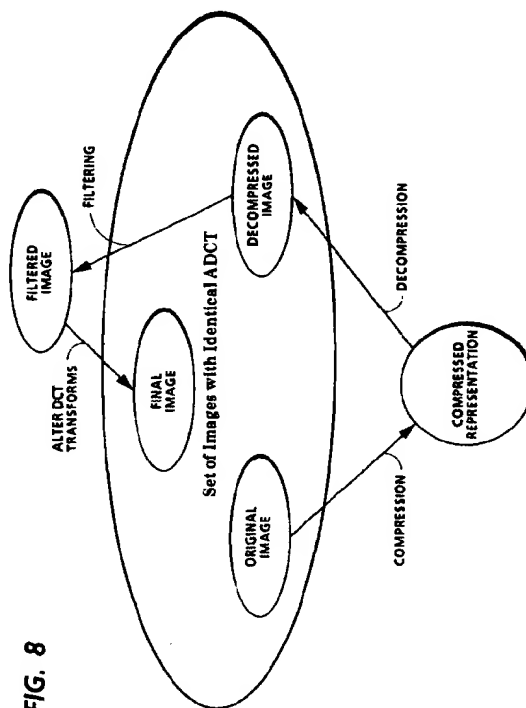 FIG. 8
FILTERED
IMAGE
FILTERING
ALTER DCT
TRANSFORMS
FINAL
IMAGE
DECOMPRESSED
IMAGE
Set of Images with Identical ADCT
ORIGINAL
IMAGE
COMPRESSION
DECOMPRESSION
COMPRESSED
REPRESENTATION